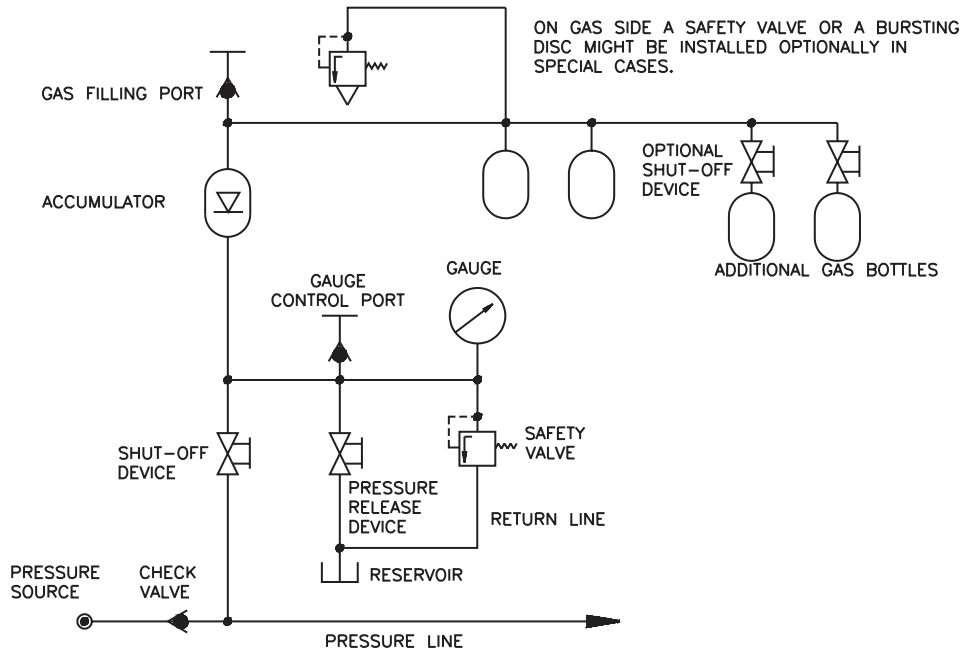 ON GAS SIDE A SAFETY VALVE OR A BURSTING
DISC MIGHT BE INSTALLED OPTIONALLY IN
SPECIAL CASES.
GAS FILLING PORT
OPTIONAL
SHUT-OFF
DEVICE
ACCUMULATOR
ADDITIONAL GAS BOTTLES
GAUGE
CONTROL PORT
GAUGE
SHUT-OFF
DEVICE
SAFETY
VALVE
PRESSURE
RELEASE
DEVICE
RETURN LINE
RESERVOIR
PRESSURE
SOURCE
CHECK
VALVE
PRESSURE LINE